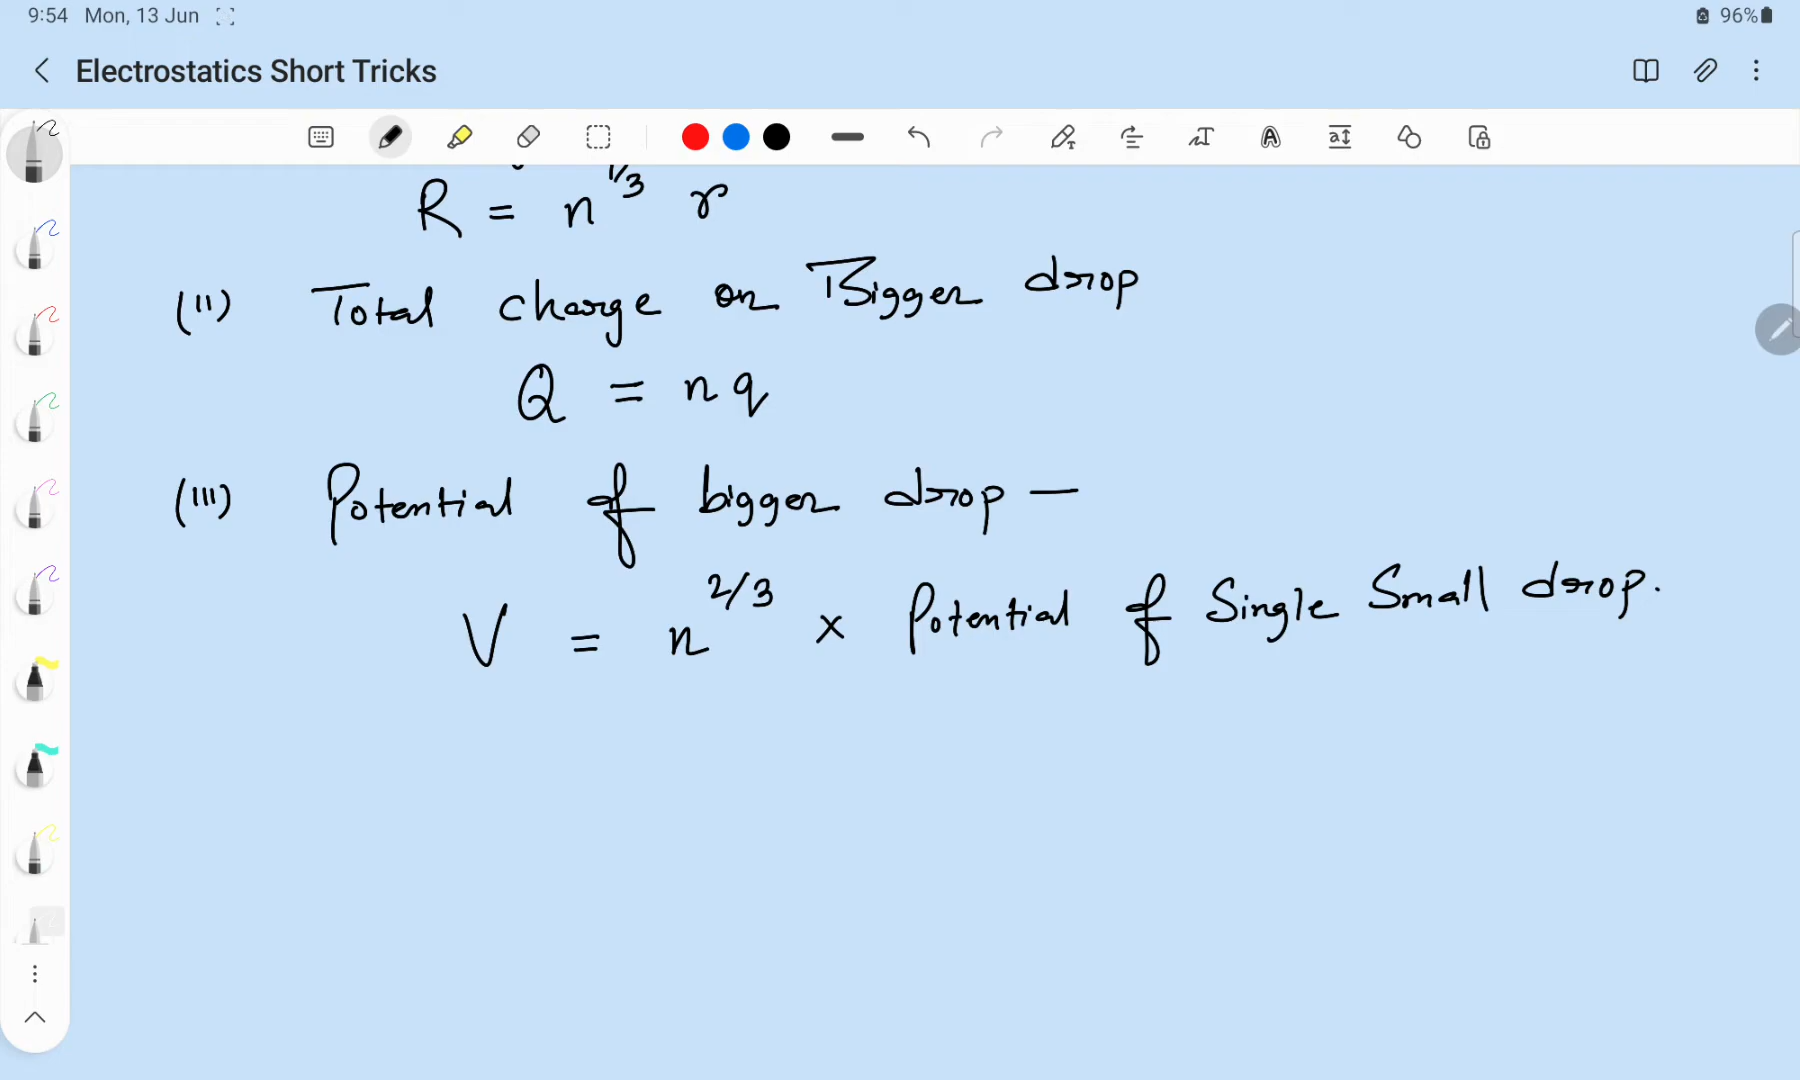 9:54 Mon, 13 Jun 96%
Electrostatics Short Tricks
R = n^1/3 r
(II) Total charge on Bigger drop
Q = nq
(III) Potential of bigger drop —
V = n^2/3 × Potential of Single Small drop.